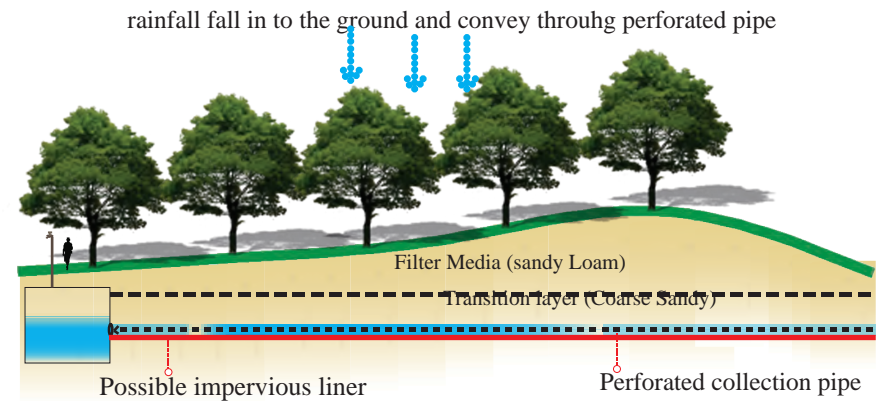 rainfall fall in to the ground and convey throuhg perforated pipe
Filter Media (sandy Loam)
Transition layer (Coarse Sandy)
Possible impervious liner
Perforated collection pipe